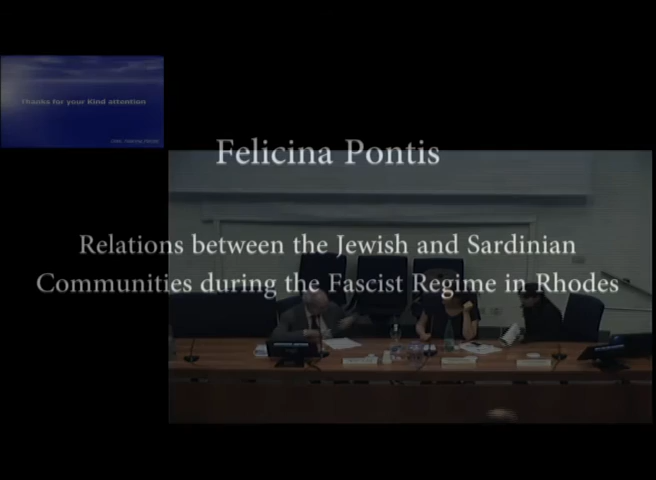 Thanks for your Kind attention
Felicina Pontis
Relations between the Jewish and Sardinian
Communities during the Fascist Regime in Rhodes